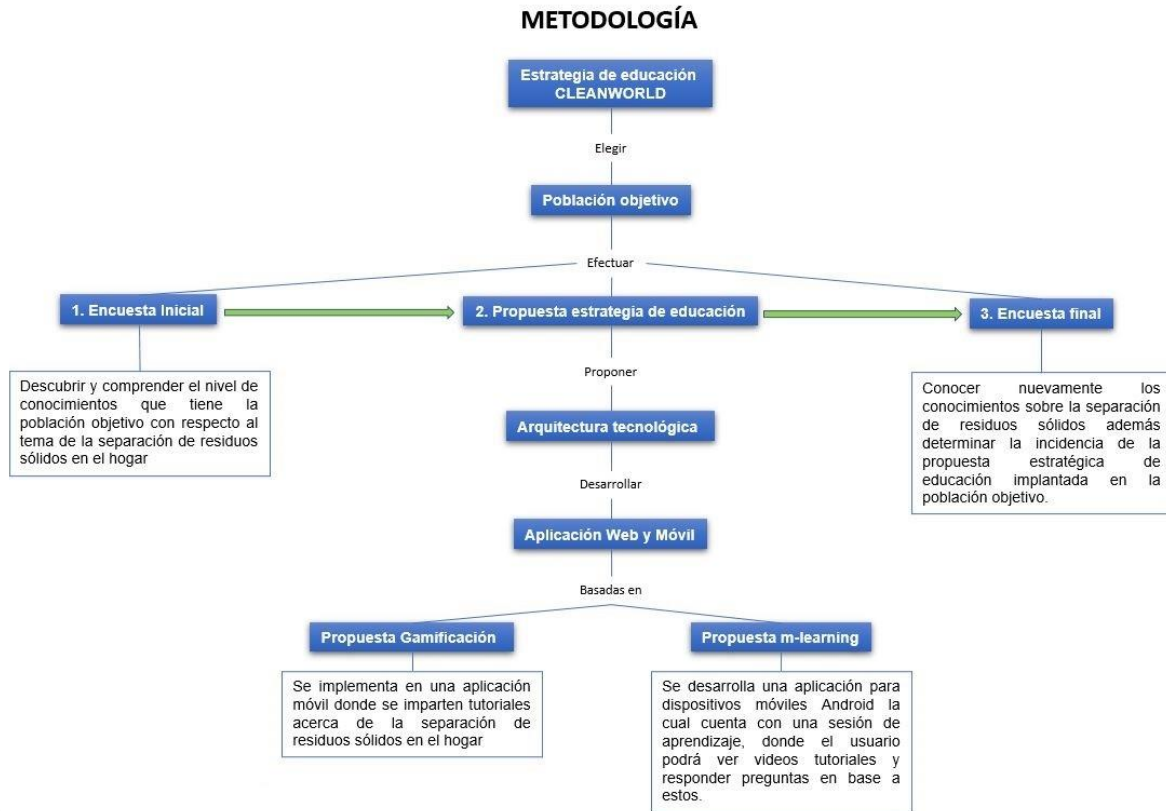 METODOLOGÍA
Estrategia de educación
CLEANWORLD
Elegir
Población objetivo
Efectuar
1. Encuesta Inicial
2. Propuesta estrategia de educación
3. Encuesta final
Descubrir y comprender el nivel de
conocimientos que tiene la
población objetivo con respecto al
tema de la separación de residuos
sólidos en el hogar
Proponer
Conocer nuevamente los
conocimientos sobre la separación
de residuos sólidos además
determinar la incidencia de la
propuesta estratégica de
educación implantada en la
población objetivo.
Arquitectura tecnológica
Desarrollar
Aplicación Web y Móvil
Basadas en
Propuesta Gamificación
Propuesta m-learning
Se implementa en una aplicación
móvil donde se imparten tutoriales
acerca de la separación de
residuos sólidos en el hogar
Se desarrolla una aplicación para
dispositivos móviles Android la
cual cuenta con una sesión de
aprendizaje, donde el usuario
podrá ver videos tutoriales y
responder preguntas en base a
estos.